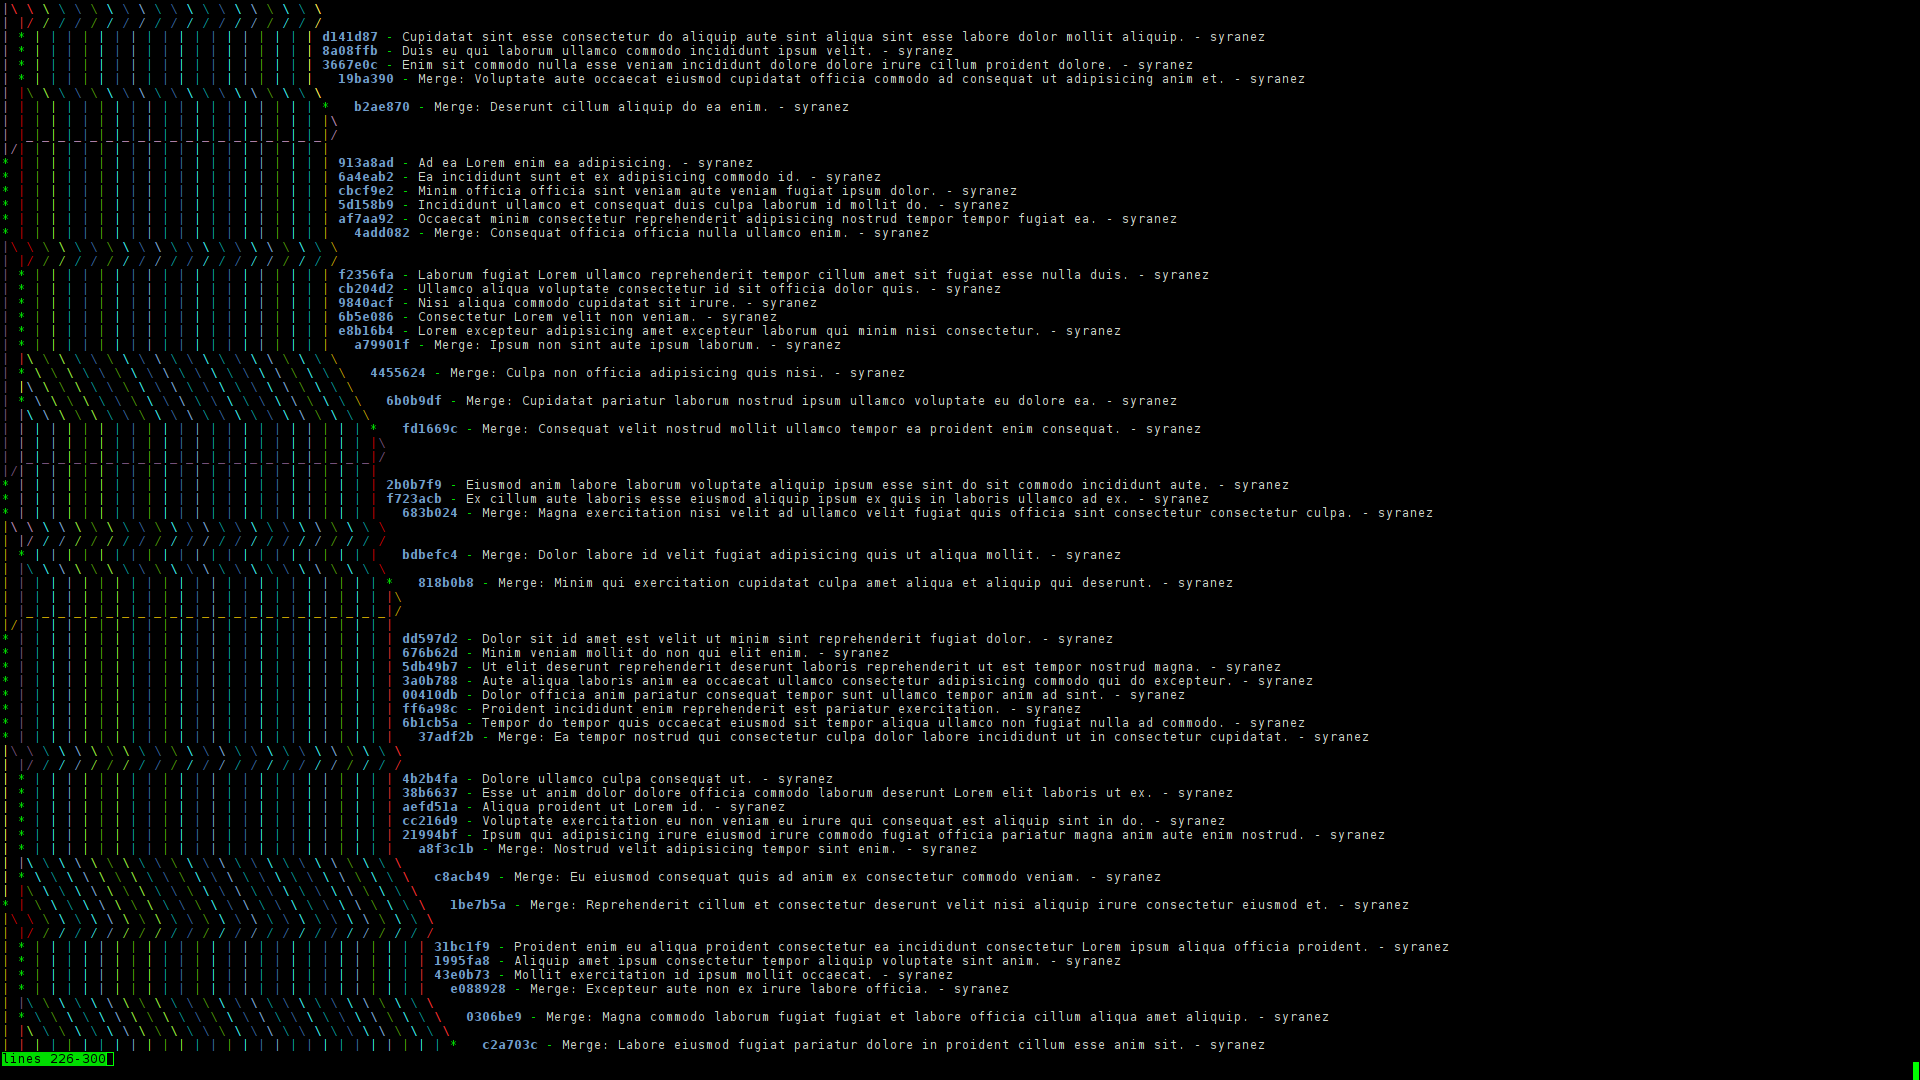 d141d87 - Cupidatat sint esse consectetur do aliquip aute sint aliqua sint esse labore dolor mollit aliquip. - syranez
8a08ffb - Duis eu qui laborum ullamco commodo incididunt ipsum velit. - syranez
3667e0c - Enim sit commodo nulla esse veniam incididunt dolore dolore irure cillum proident dolore. - syranez
19ba390 - Merge: Voluptate aute occaecat eiusmod cupidatat officia commodo ad consequat ut adipisicing anim et. - syranez
b2ae870 - Merge: Deserunt cillum aliquip do ea enim. - syranez
913a8ad - Ad ea Lorem enim ea adipisicing. - syranez
6a4eab2 - Ea incididunt sunt et ex adipisicing commodo id. - syranez
cbcf9e2 - Minim officia officia sint veniam aute veniam fugiat ipsum dolor. - syranez
5d158b9 - Incididunt ullamco et consequat duis culpa laborum id mollit do. - syranez
af7aa92 - Occaecat minim consectetur reprehenderit adipisicing nostrud tempor tempor fugiat ea. - syranez
4add082 - Merge: Consequat officia officia nulla ullamco enim. - syranez
f2356fa - Laborum fugiat Lorem ullamco reprehenderit tempor cillum amet sit fugiat esse nulla duis. - syranez
cb204d2 - Ullamco aliqua voluptate consectetur id sit officia dolor quis. - syranez
9840acf - Nisi aliqua commodo cupidatat sit irure. - syranez
6b5e086 - Consectetur Lorem velit non veniam. - syranez
e8b16b4 - Lorem excepteur adipisicing amet excepteur laborum qui minim nisi consectetur. - syranez
a79901f - Merge: Ipsum non sint aute ipsum laborum. - syranez
4455624 - Merge: Culpa non officia adipisicing quis nisi. - syranez
6b0b9df - Merge: Cupidatat pariatur laborum nostrud ipsum ullamco voluptate eu dolore ea. - syranez
fd1669c - Merge: Consequat velit nostrud mollit ullamco tempor ea proident enim consequat. - syranez
2b0b7f9 - Eiusmod anim labore laborum voluptate aliquip ipsum esse sint do sit commodo incididunt aute. - syranez
f723acb - Ex cillum aute laboris esse eiusmod aliquip ipsum ex quis in laboris ullamco ad ex. - syranez
683b024 - Merge: Magna exercitation nisi velit ad ullamco velit fugiat quis officia sint consectetur consectetur culpa. - syranez
bdbefc4 - Merge: Dolor labore id velit fugiat adipisicing quis ut aliqua mollit. - syranez
818b0b8 - Merge: Minim qui exercitation cupidatat culpa amet aliqua et aliquip qui deserunt. - syranez
dd597d2 - Dolor sit id amet est velit ut minim sint reprehenderit fugiat dolor. - syranez
676b62d - Minim veniam mollit do non qui elit enim. - syranez
5db49b7 - Ut elit deserunt reprehenderit deserunt laboris reprehenderit ut est tempor nostrud magna. - syranez
3a0b788 - Aute aliqua laboris anim ea occaecat ullamco consectetur adipisicing commodo qui do excepteur. - syranez
00410db - Dolor officia anim pariatur consequat tempor sunt ullamco tempor anim ad sint. - syranez
ff6a98c - Proident incididunt enim reprehenderit est pariatur exercitation. - syranez
6b1cb5a - Tempor do tempor quis occaecat eiusmod sit tempor aliqua ullamco non fugiat nulla ad commodo. - syranez
37adf2b - Merge: Ea tempor nostrud qui consectetur culpa dolor labore incididunt ut in consectetur cupidatat. - syranez
4b2b4fa - Dolore ullamco culpa consequat ut. - syranez
38b6637 - Esse ut anim dolor dolore officia commodo laborum deserunt Lorem elit laboris ut ex. - syranez
aefd51a - Aliqua proident ut Lorem id. - syranez
cc216d9 - Voluptate exercitation eu non veniam eu irure qui consequat est aliquip sint in do. - syranez
21994bf - Ipsum qui adipisicing irure eiusmod irure commodo fugiat officia pariatur magna anim aute enim nostrud. - syranez
a8f3c1b - Merge: Nostrud velit adipisicing tempor sint enim. - syranez
c8acb49 - Merge: Eu eiusmod consequat quis ad anim ex consectetur commodo veniam. - syranez
1be7b5a - Merge: Reprehenderit cillum et consectetur deserunt velit nisi aliquip irure consectetur eiusmod et. - syranez
31bc1f9 - Proident enim eu aliqua proident consectetur ea incididunt consectetur Lorem ipsum aliqua officia proident. - syranez
1995fa8 - Aliquip amet ipsum consectetur tempor aliquip voluptate sint anim. - syranez
43e0b73 - Mollit exercitation id ipsum mollit occaecat. - syranez
e088928 - Merge: Excepteur aute non ex irure labore officia. - syranez
0306be9 - Merge: Magna commodo laborum fugiat fugiat et labore officia cillum aliqua amet aliquip. - syranez
c2a703c - Merge: Labore eiusmod fugiat pariatur dolore in proident cillum esse anim sit. - syranez
lines 226-300